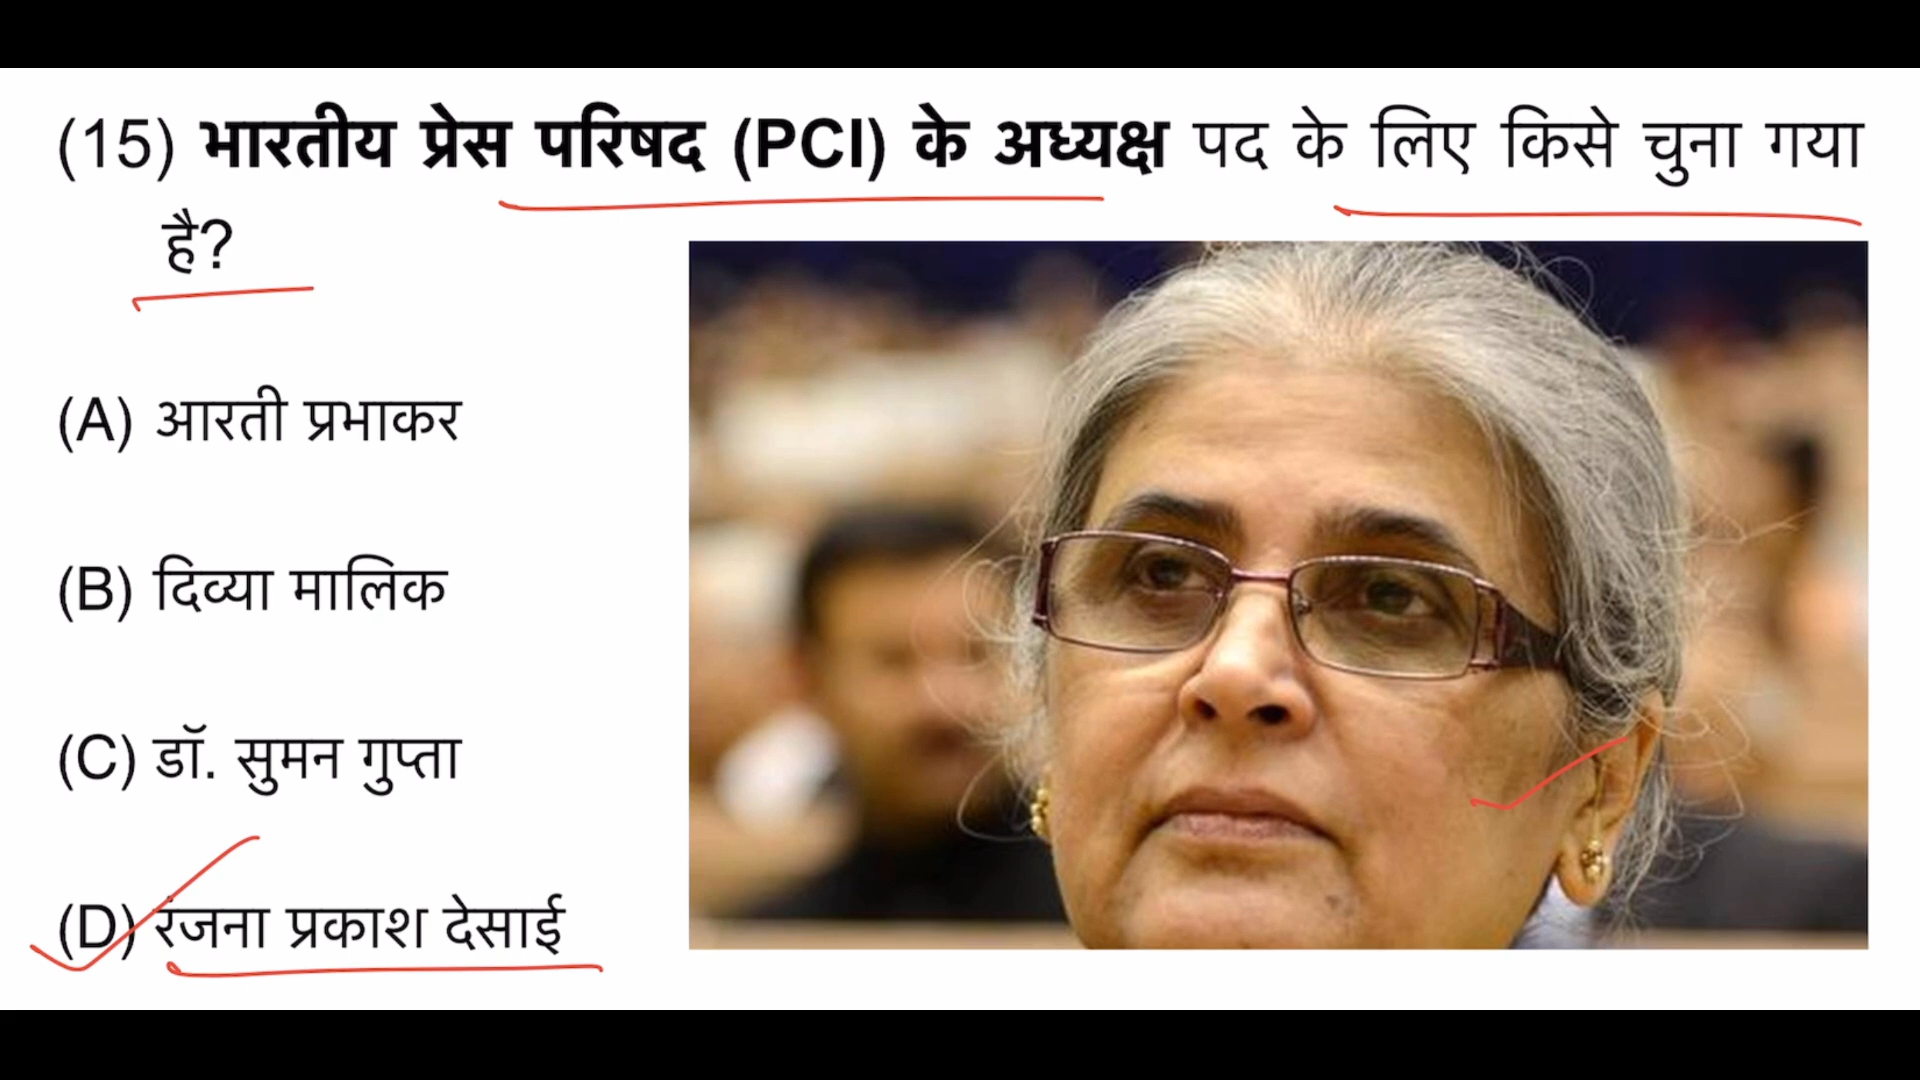 (15) भारतीय प्रेस परिषद (PCI) के अध्यक्ष पद के लिए किसे चुना गया
है?
(A) आरती प्रभाकर
(B) दिव्या मालिक
(C) डॉ. सुमन गुप्ता
(D) रंजना प्रकाश देसाई